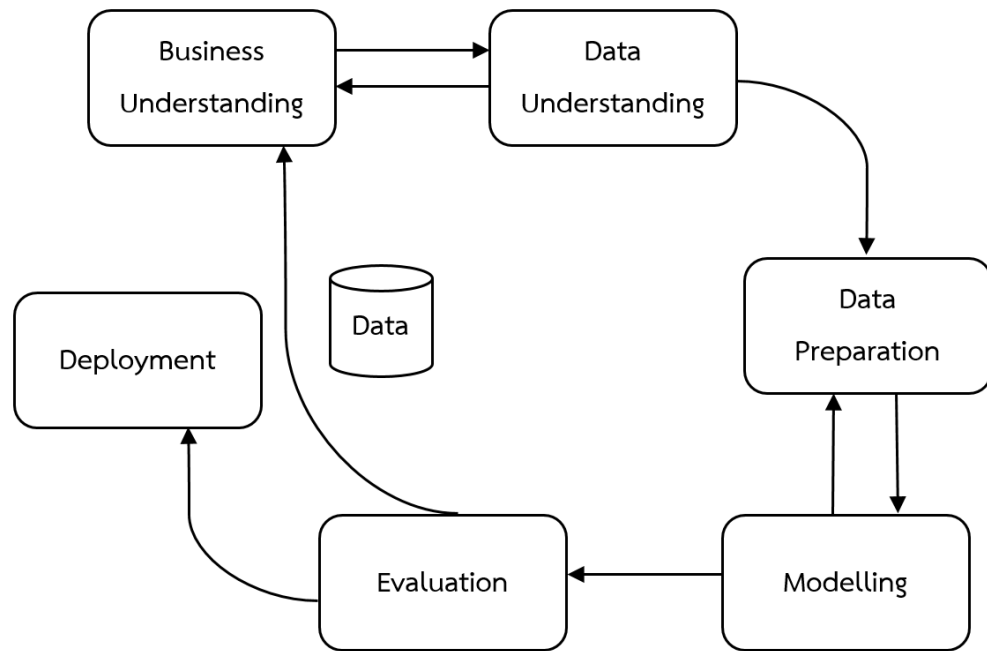 Business
Understanding
Data
Understanding
Data
Preparation
Data
Deployment
Evaluation
Modelling